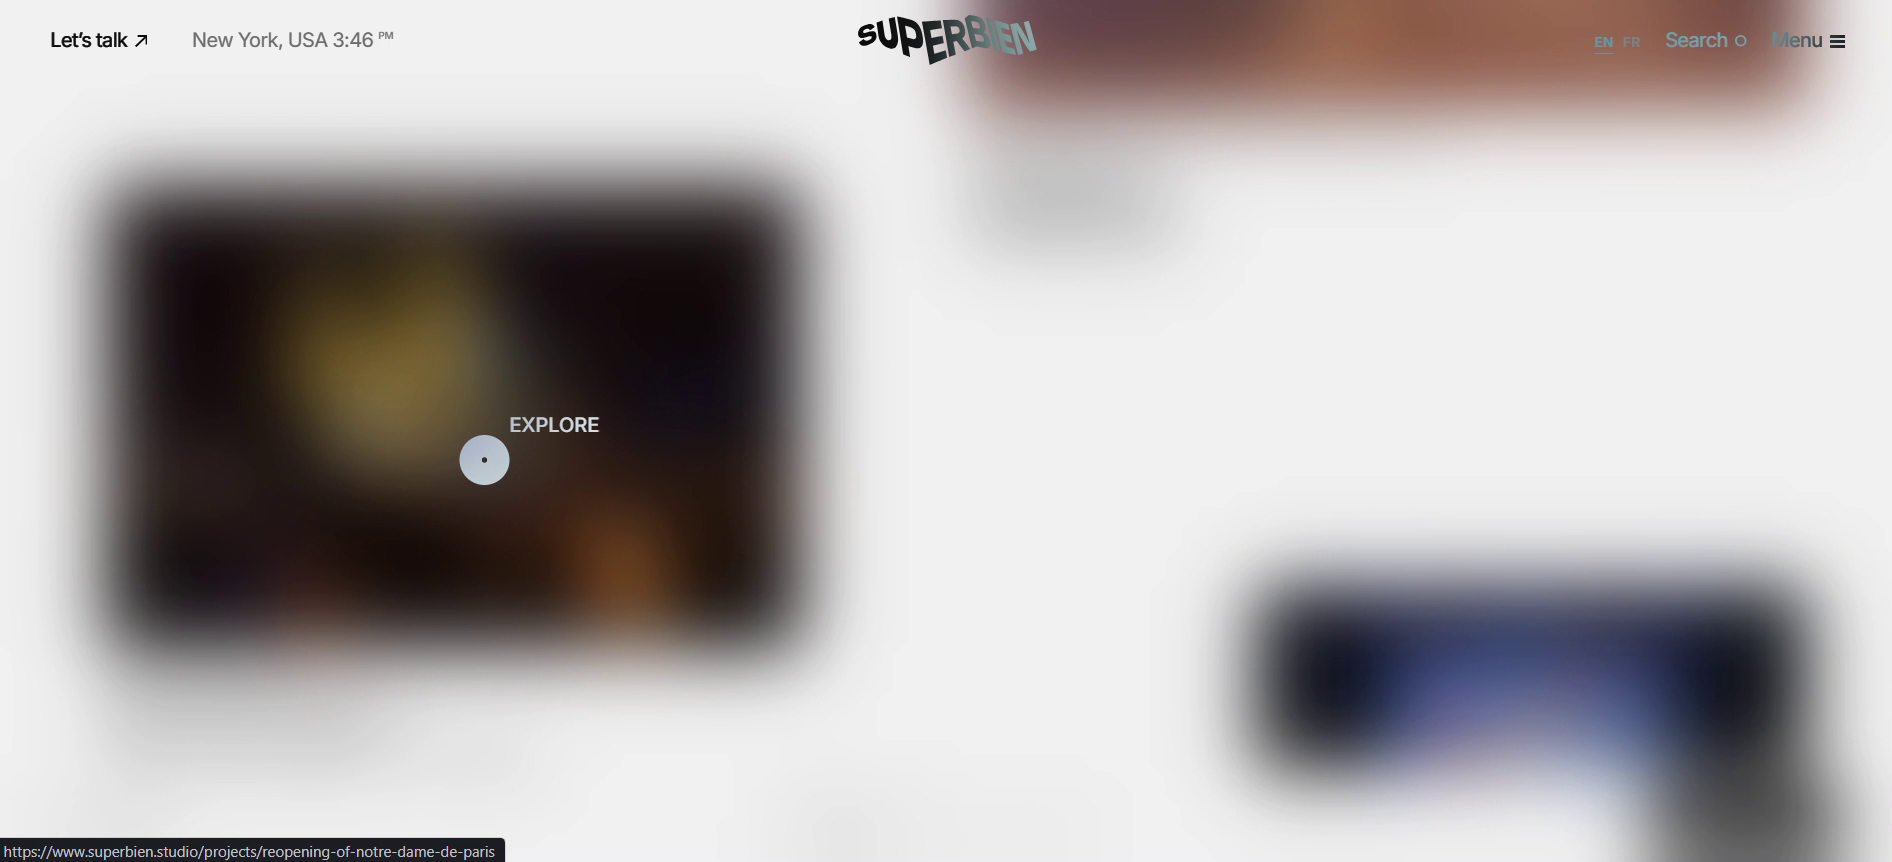 Let's talk
New York, USA 3:46 PM
SUPERBIEN
EN FR
Search
Menu
EXPLORE
https://www.superbien.studio/projects/reopening-of-notre-dame-de-paris